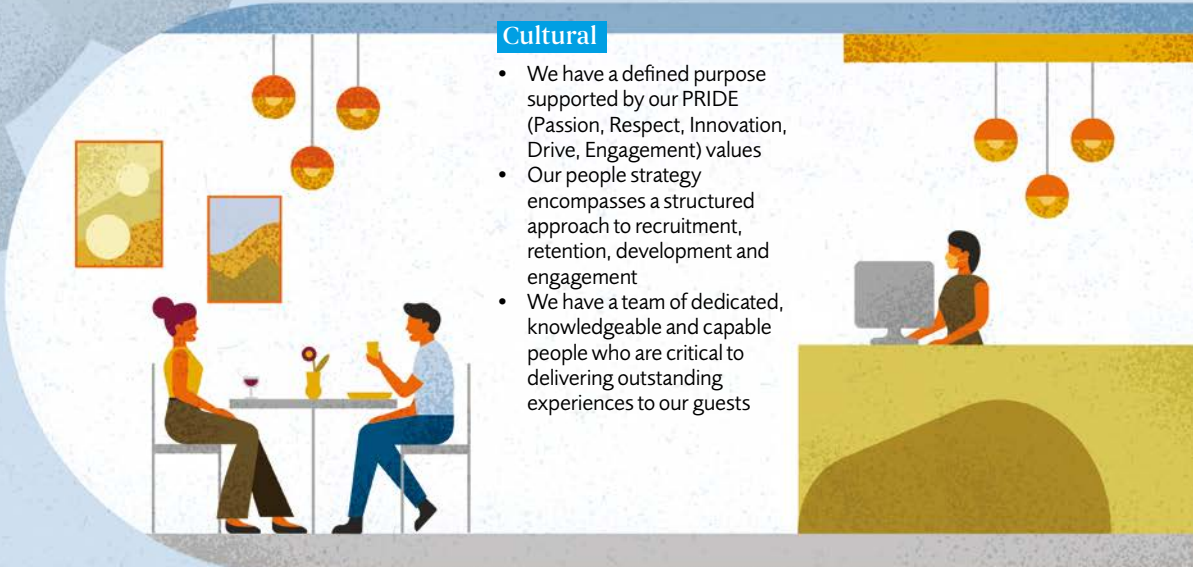 Cultural
• We have a defined purpose
supported by our PRIDE
(Passion, Respect, Innovation,
Drive, Engagement) values
• Our people strategy
encompasses a structured
approach to recruitment,
retention, development and
engagement
• We have a team of dedicated,
knowledgeable and capable
people who are critical to
delivering outstanding
experiences to our guests